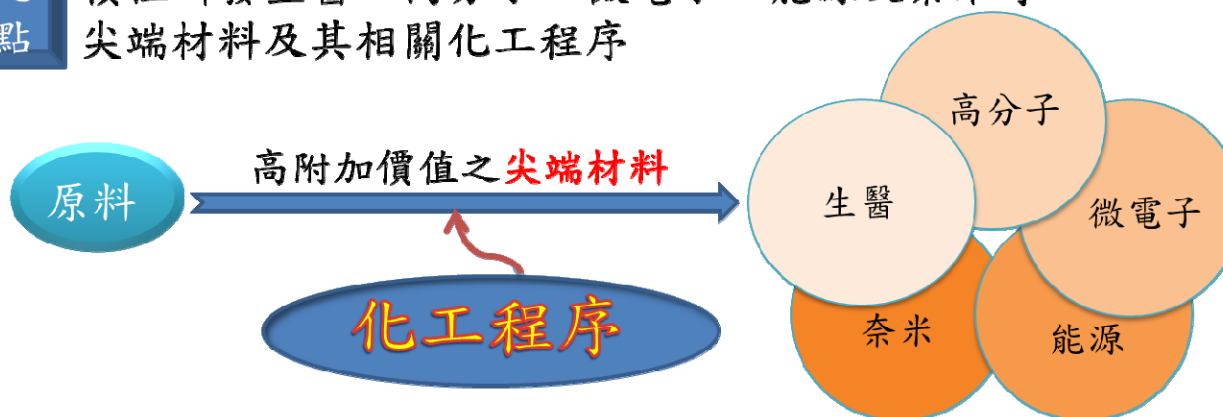 點
尖端材料及其相關化工程序
高分子
高附加價值之尖端材料
原料
生醫
微電子
化工程序
奈米
能源